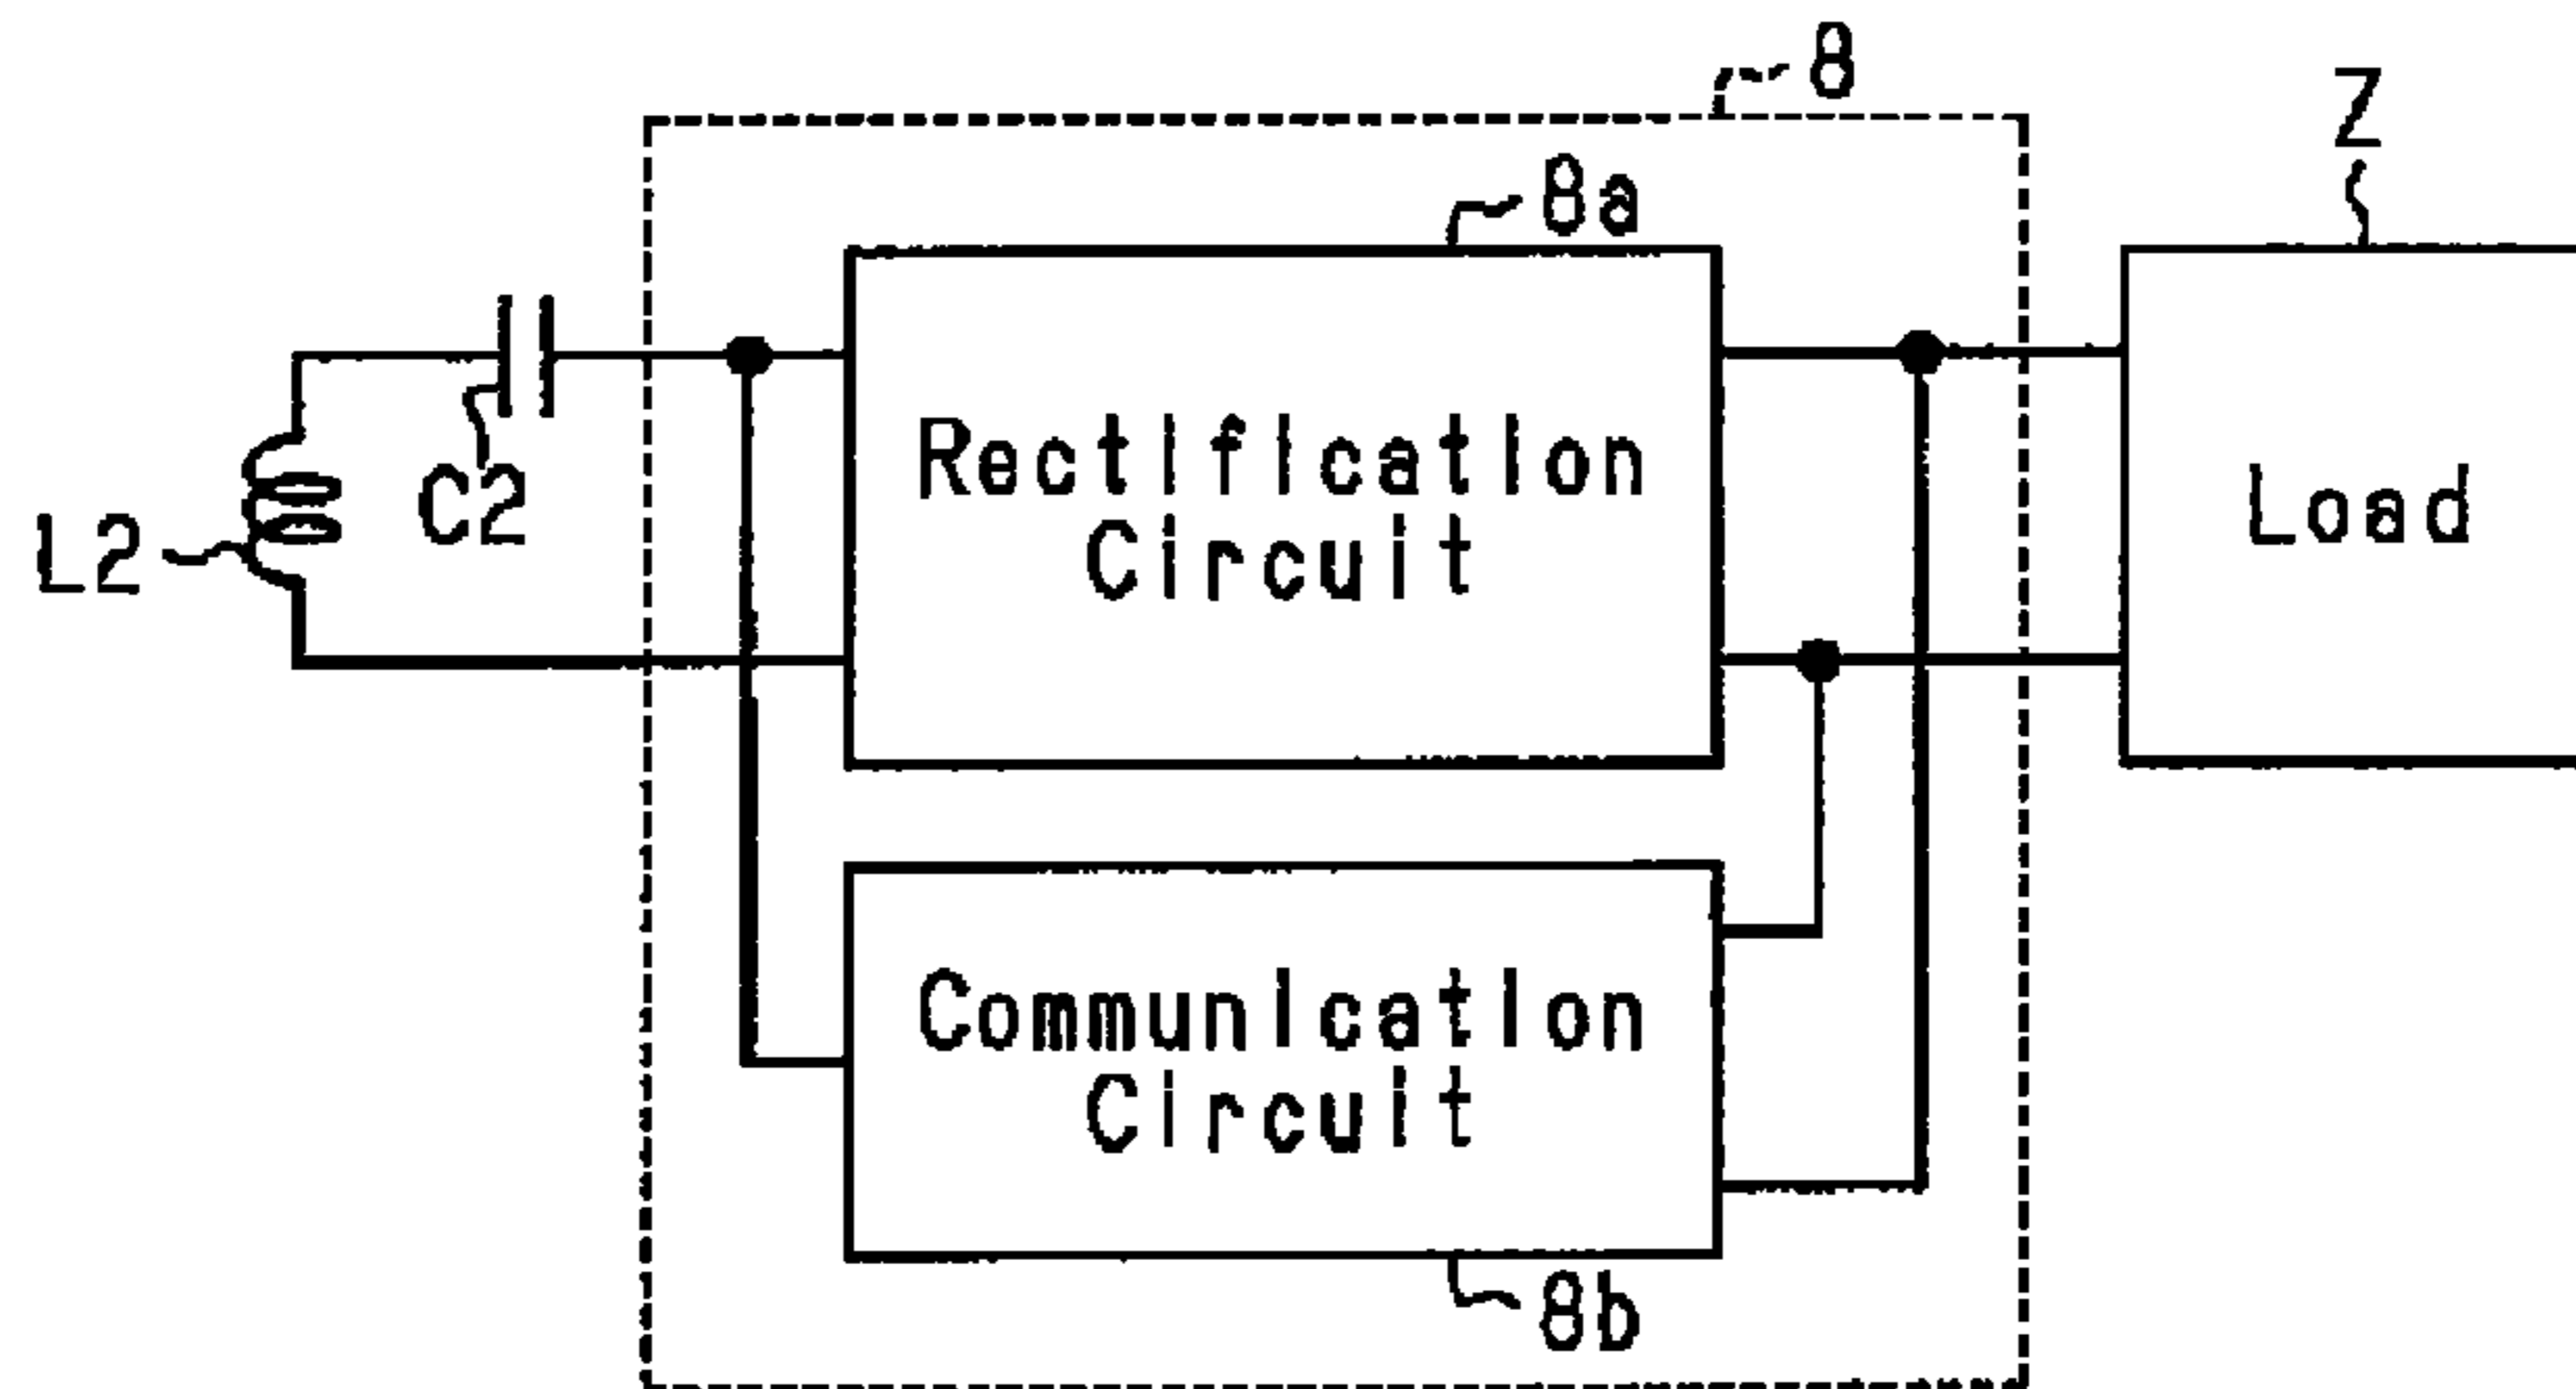 8
Z
8a
Rectification
Circuit
C2
L2
Load
Communication
Circuit
8b